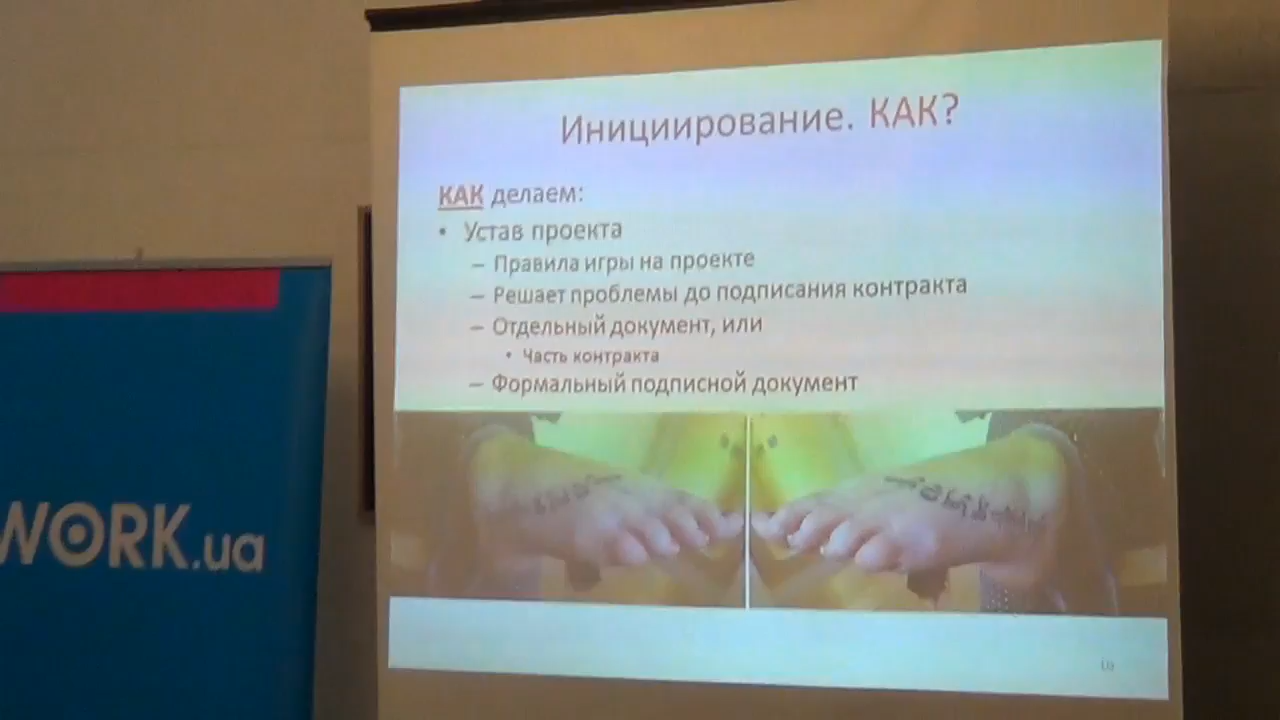 Инициирование. КАК?
КАК делаем:
• Устав проекта
– Правила игры на проекте
– Решает проблемы до подписания контракта
– Отдельный документ, или
• Часть контракта
– Формальный подписной документ
WORK.ua